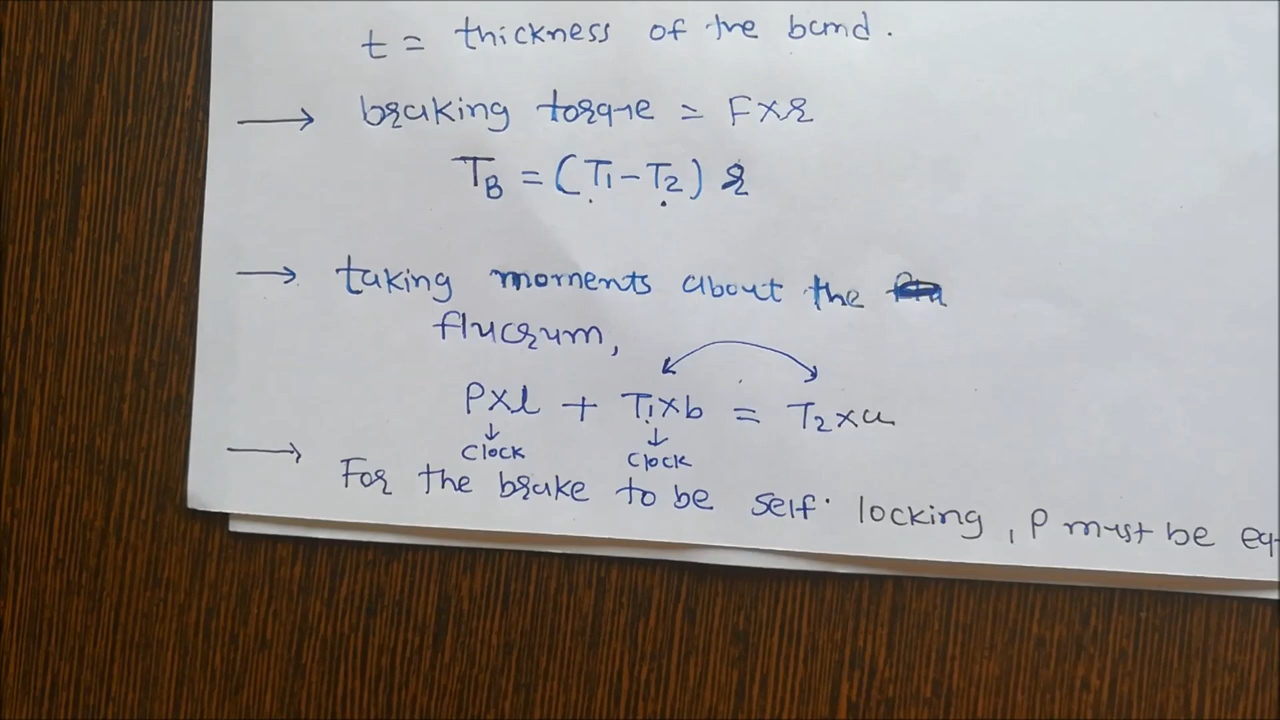 t = thickness of the band.
→ braking torque = F×r
T_B = (T1 - T2) r
→ taking moments about the
flucrum,
P×l + T1×b = T2×a
↓ ↓
Clock Clock
→ For the brake to be self locking, P must be eq